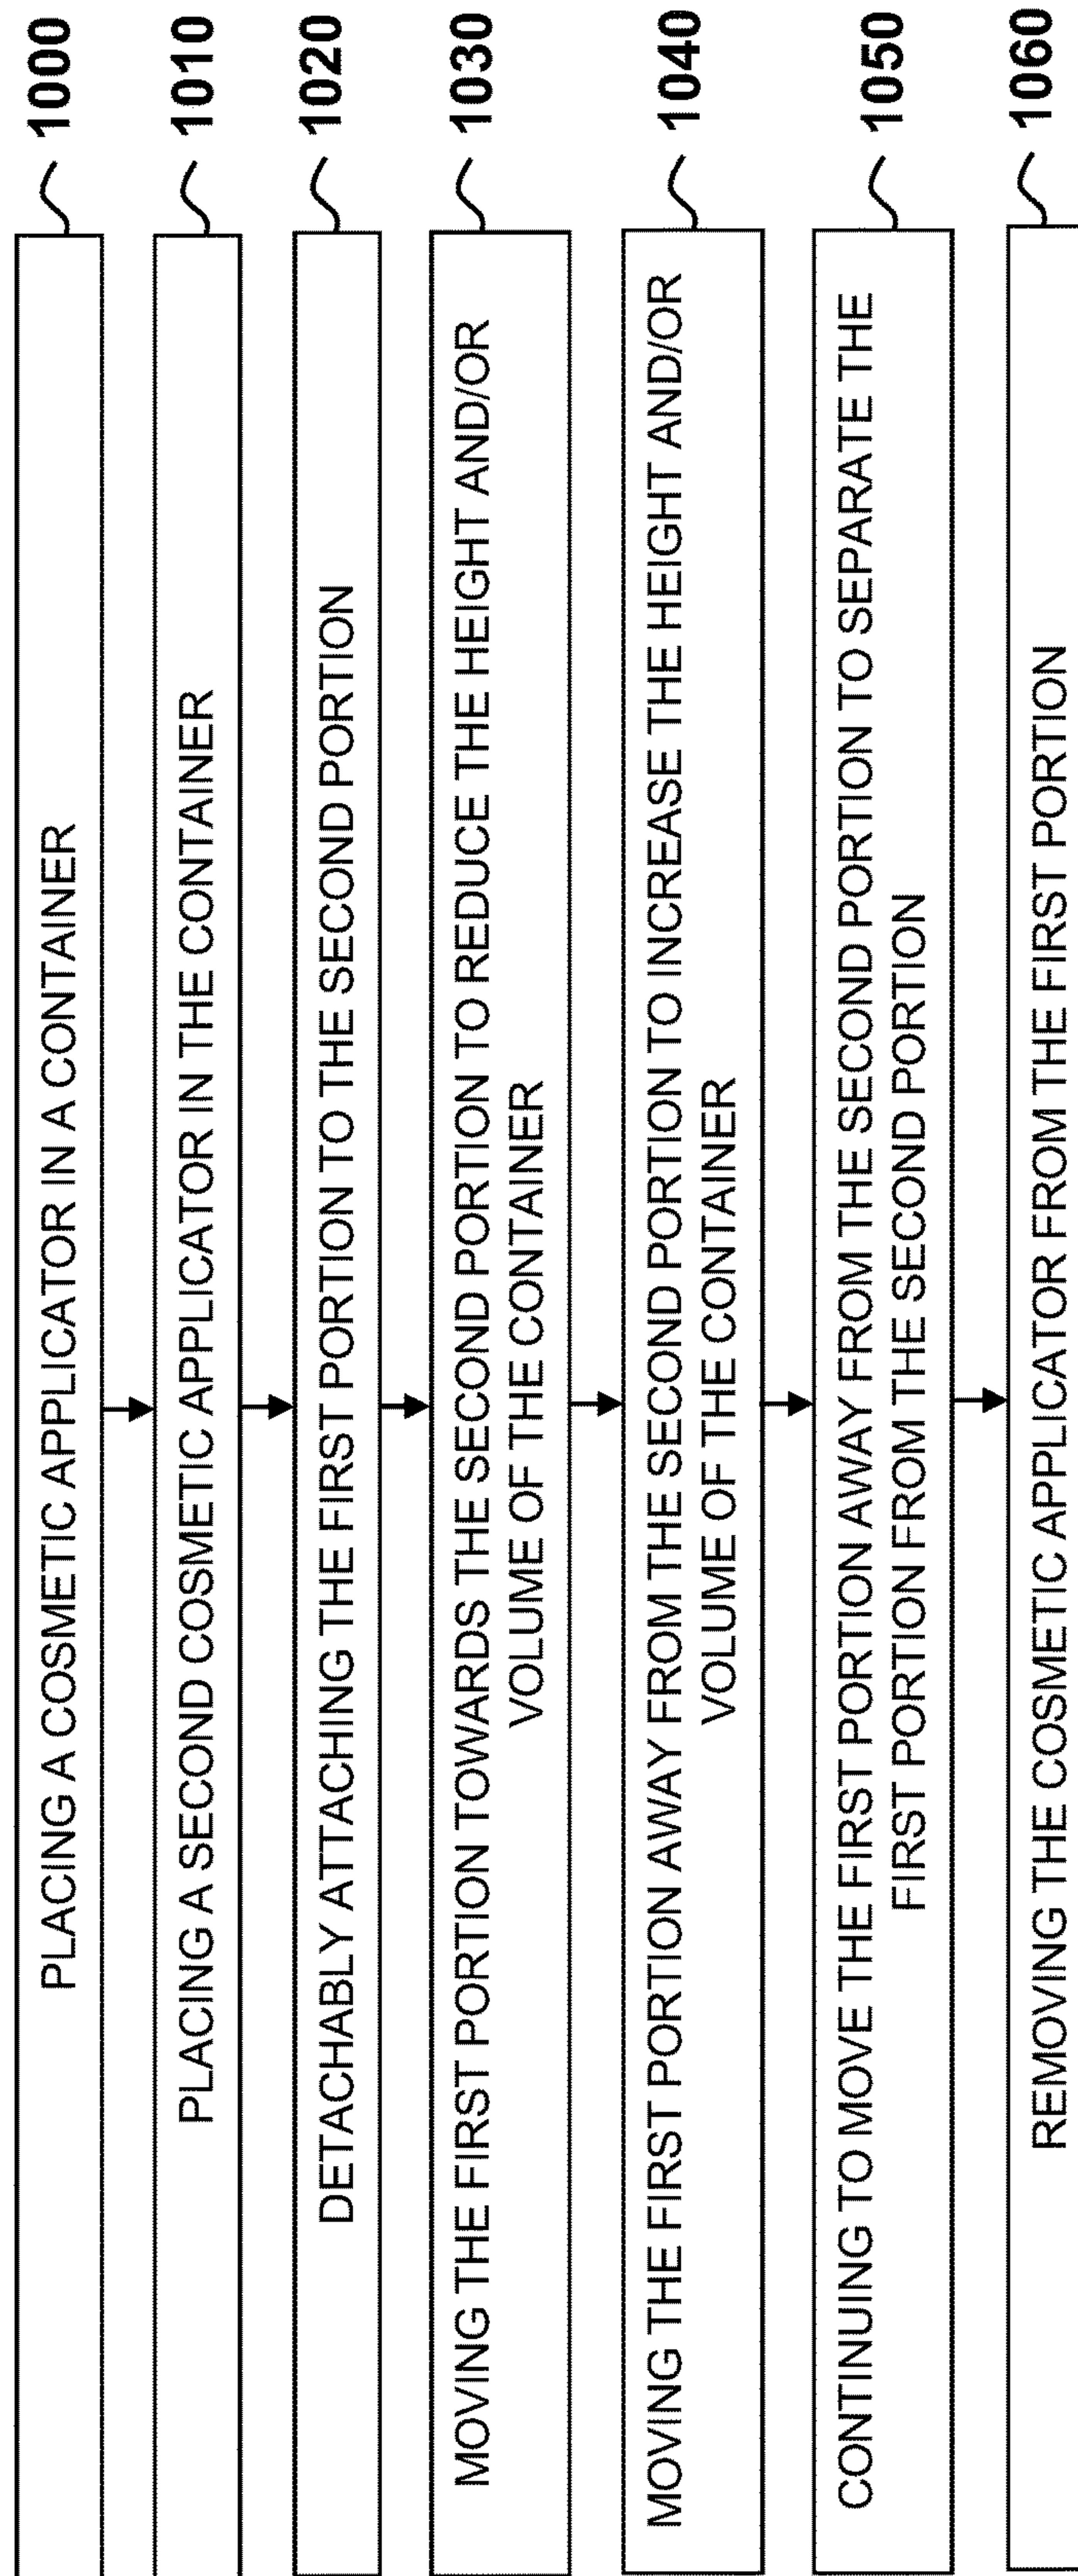 PLACING A COSMETIC APPLICATOR IN A CONTAINER 1000
PLACING A SECOND COSMETIC APPLICATOR IN THE CONTAINER 1010
DETACHABLY ATTACHING THE FIRST PORTION TO THE SECOND PORTION 1020
MOVING THE FIRST PORTION TOWARDS THE SECOND PORTION TO REDUCE THE HEIGHT AND/OR 1030
VOLUME OF THE CONTAINER
MOVING THE FIRST PORTION AWAY FROM THE SECOND PORTION TO INCREASE THE HEIGHT AND/OR 1040
VOLUME OF THE CONTAINER
CONTINUING TO MOVE THE FIRST PORTION AWAY FROM THE SECOND PORTION TO SEPARATE THE 1050
FIRST PORTION FROM THE SECOND PORTION
REMOVING THE COSMETIC APPLICATOR FROM THE FIRST PORTION 1060